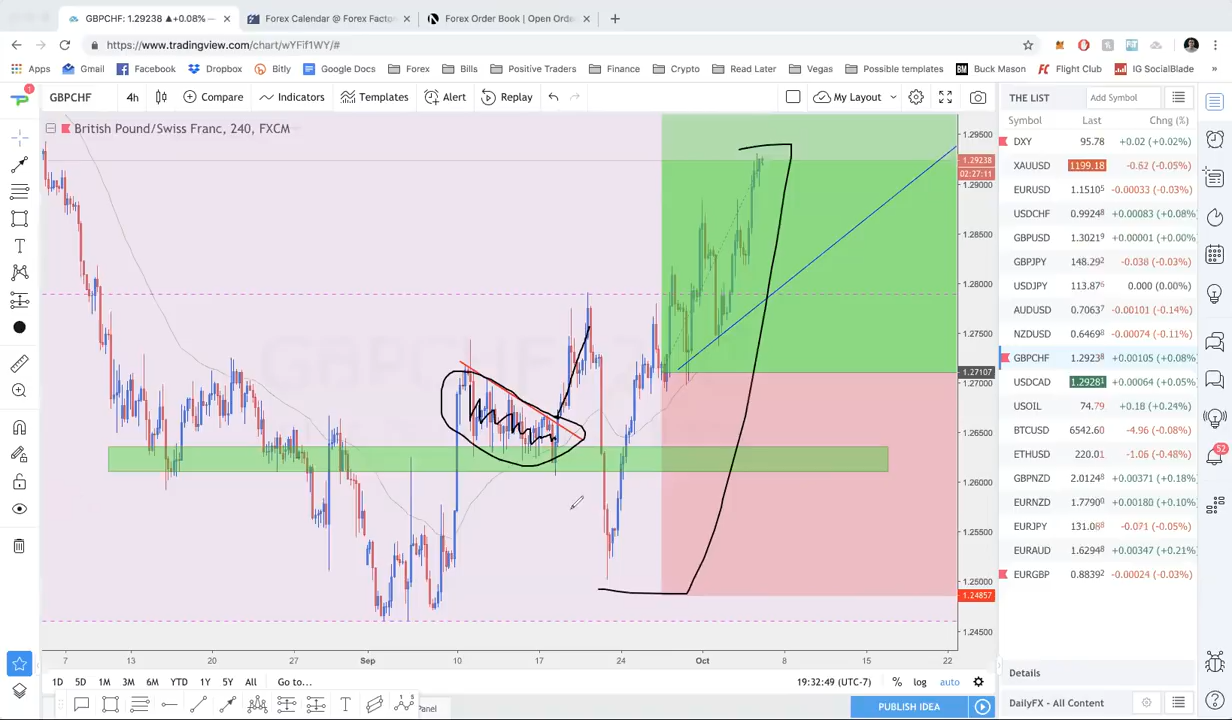 GBPCHF: 1.29238 ▲+0.08% —
Forex Calendar @ Forex Facto
Forex Order Book | Open Ord
https://www.tradingview.com/chart/wYFif1WY/#
Apps Gmail Facebook Dropbox Bitly Google Docs Forex Bills Positive Traders Finance Crypto Read Later Vegas Possible templates BM Buck Mason FC Flight Club IG SocialBlade »
GBPCHF 4h Compare Indicators Templates Alert Replay My Layout
THE LIST Add Symbol
Symbol Last Chng (%)
British Pound/Swiss Franc, 240, FXCM
DXY 95.78 +0.02 (+0.02%)
XAUUSD 1199.18 -0.62 (-0.05%)
EURUSD 1.15105 -0.00033 (-0.03%)
USDCHF 0.99248 +0.00083 (+0.08%)
GBPUSD 1.30219 +0.00001 (+0.00%)
GBPJPY 148.292 -0.038 (-0.03%)
USDJPY 113.876 0.000 (0.00%)
AUDUSD 0.70637 -0.00101 (-0.14%)
NZDUSD 0.64698 -0.00074 (-0.11%)
GBPCHF 1.29238 +0.00105 (+0.08%)
USDCAD 1.29281 +0.00064 (+0.05%)
USOIL 74.79 +0.18 (+0.24%)
BTCUSD 6542.60 -4.96 (-0.08%)
ETHUSD 220.01 -1.06 (-0.48%)
GBPNZD 2.01248 +0.00371 (+0.18%)
EURNZD 1.77900 +0.00180 (+0.10%)
EURJPY 131.088 -0.071 (-0.05%)
EURAUD 1.62948 +0.00347 (+0.21%)
EURGBP 0.88392 -0.00024 (-0.03%)
52
1.29500
1.29238
02:27:11
1.29000
1.28500
1.28000
1.27500
1.27107
1.27000
1.26500
1.26000
1.25500
1.25000
1.24857
1.24500
7 13 20 27 Sep 10 17 24 Oct 8 15 22
1D 5D 1M 3M 6M YTD 1Y 5Y All Go to... 19:32:49 (UTC-7) % log auto
Details
Panel
PUBLISH IDEA
DailyFX - All Content